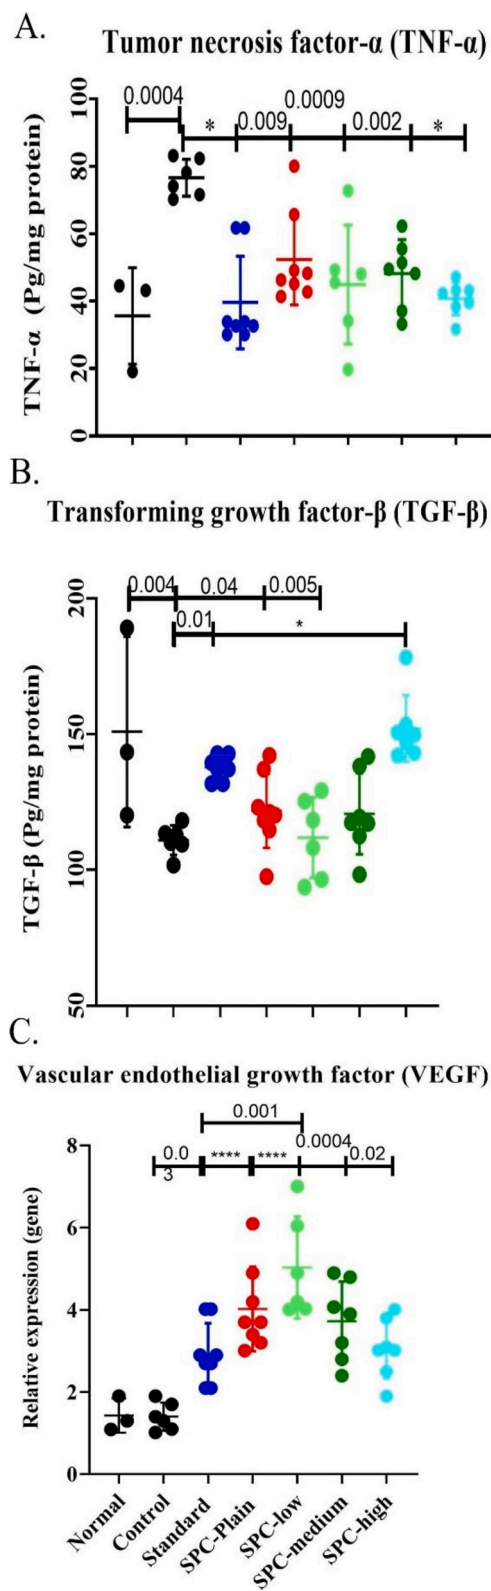 A.
Tumor necrosis factor-α (TNF-α)
TNF-α (Pg/mg protein)
100
80
60
40
20
0
0.0004
*
0.009
0.0009
0.002
*
B.
Transforming growth factor-β (TGF-β)
TGF-β (Pg/mg protein)
200
150
100
50
0.004
0.04
0.005
0.01
*
C.
Vascular endothelial growth factor (VEGF)
Relative expression (gene)
8
6
4
2
0
0.001
0.0
3
****
****
0.0004
0.02
Normal
Control
Standard
SPC-Plain
SPC-low
SPC-medium
SPC-high